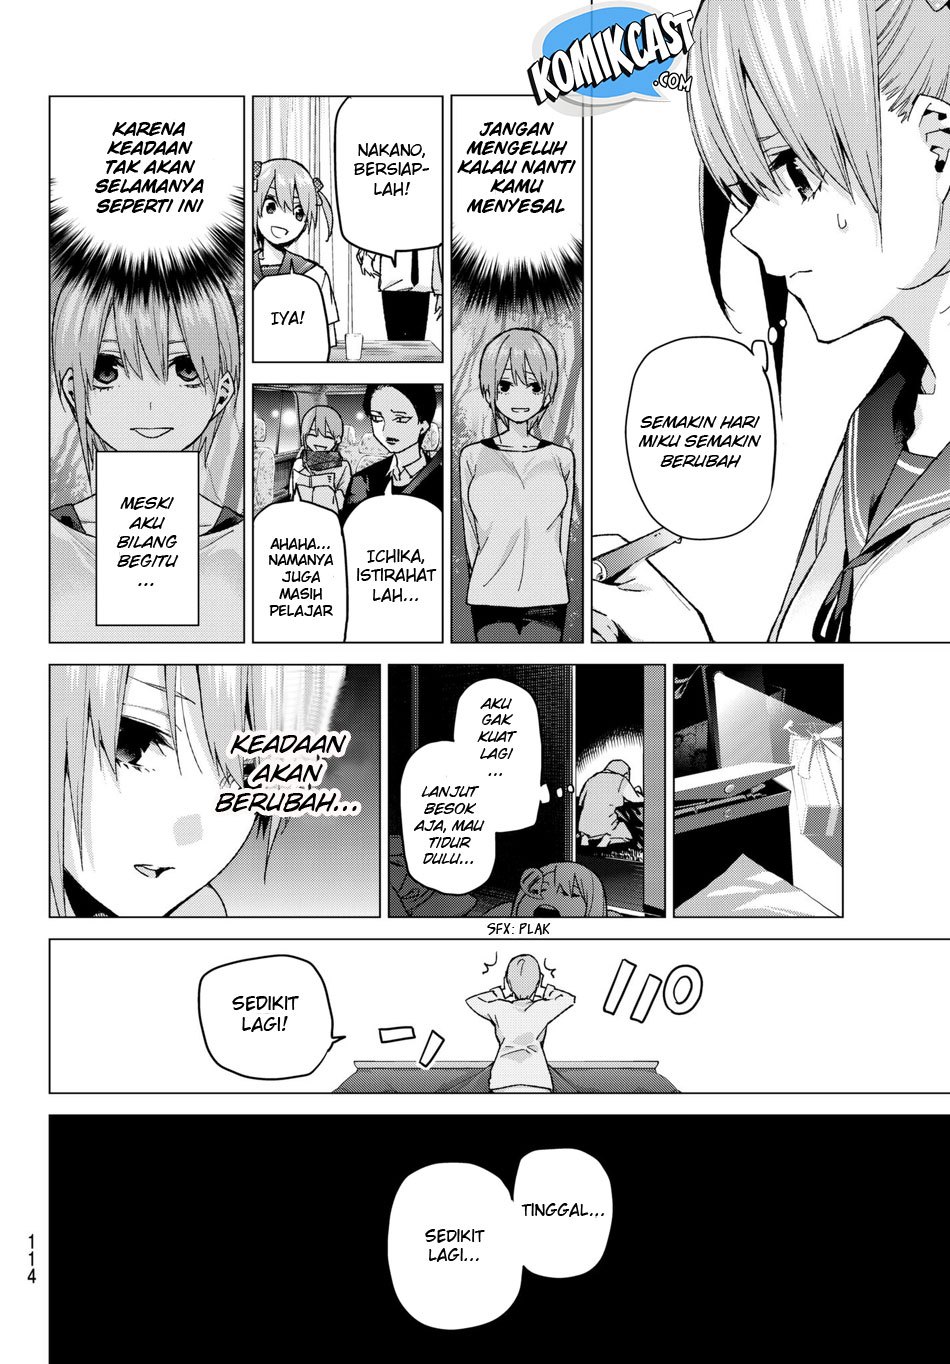 KOMIKCAST
.COM
SEMAKIN HARI
MIKU SEMAKIN
BERUBAH
JANGAN
MENGELUH
KALAU NANTI
KAMU
MENYESAL
NAKANO,
BERSIAP-
LAH!
IYA!
ICHIKA,
ISTIRAHAT
LAH...
AHAHA...
NAMANYA
JUGA
MASIH
PELAJAR
KARENA
KEADAAN
TAK AKAN
SELAMANYA
SEPERTI INI
MESKI
AKU
BILANG
BEGITU
...
AKU
GAK
KUAT
LAGI
...
LANJUT
BESOK
AJA, MAU
TIDUR
DULU...
KEADAAN
AKAN
BERUBAH...
SFX: PLAK
SEDIKIT
LAGI!
TINGGAL...
SEDIKIT
LAGI...
114